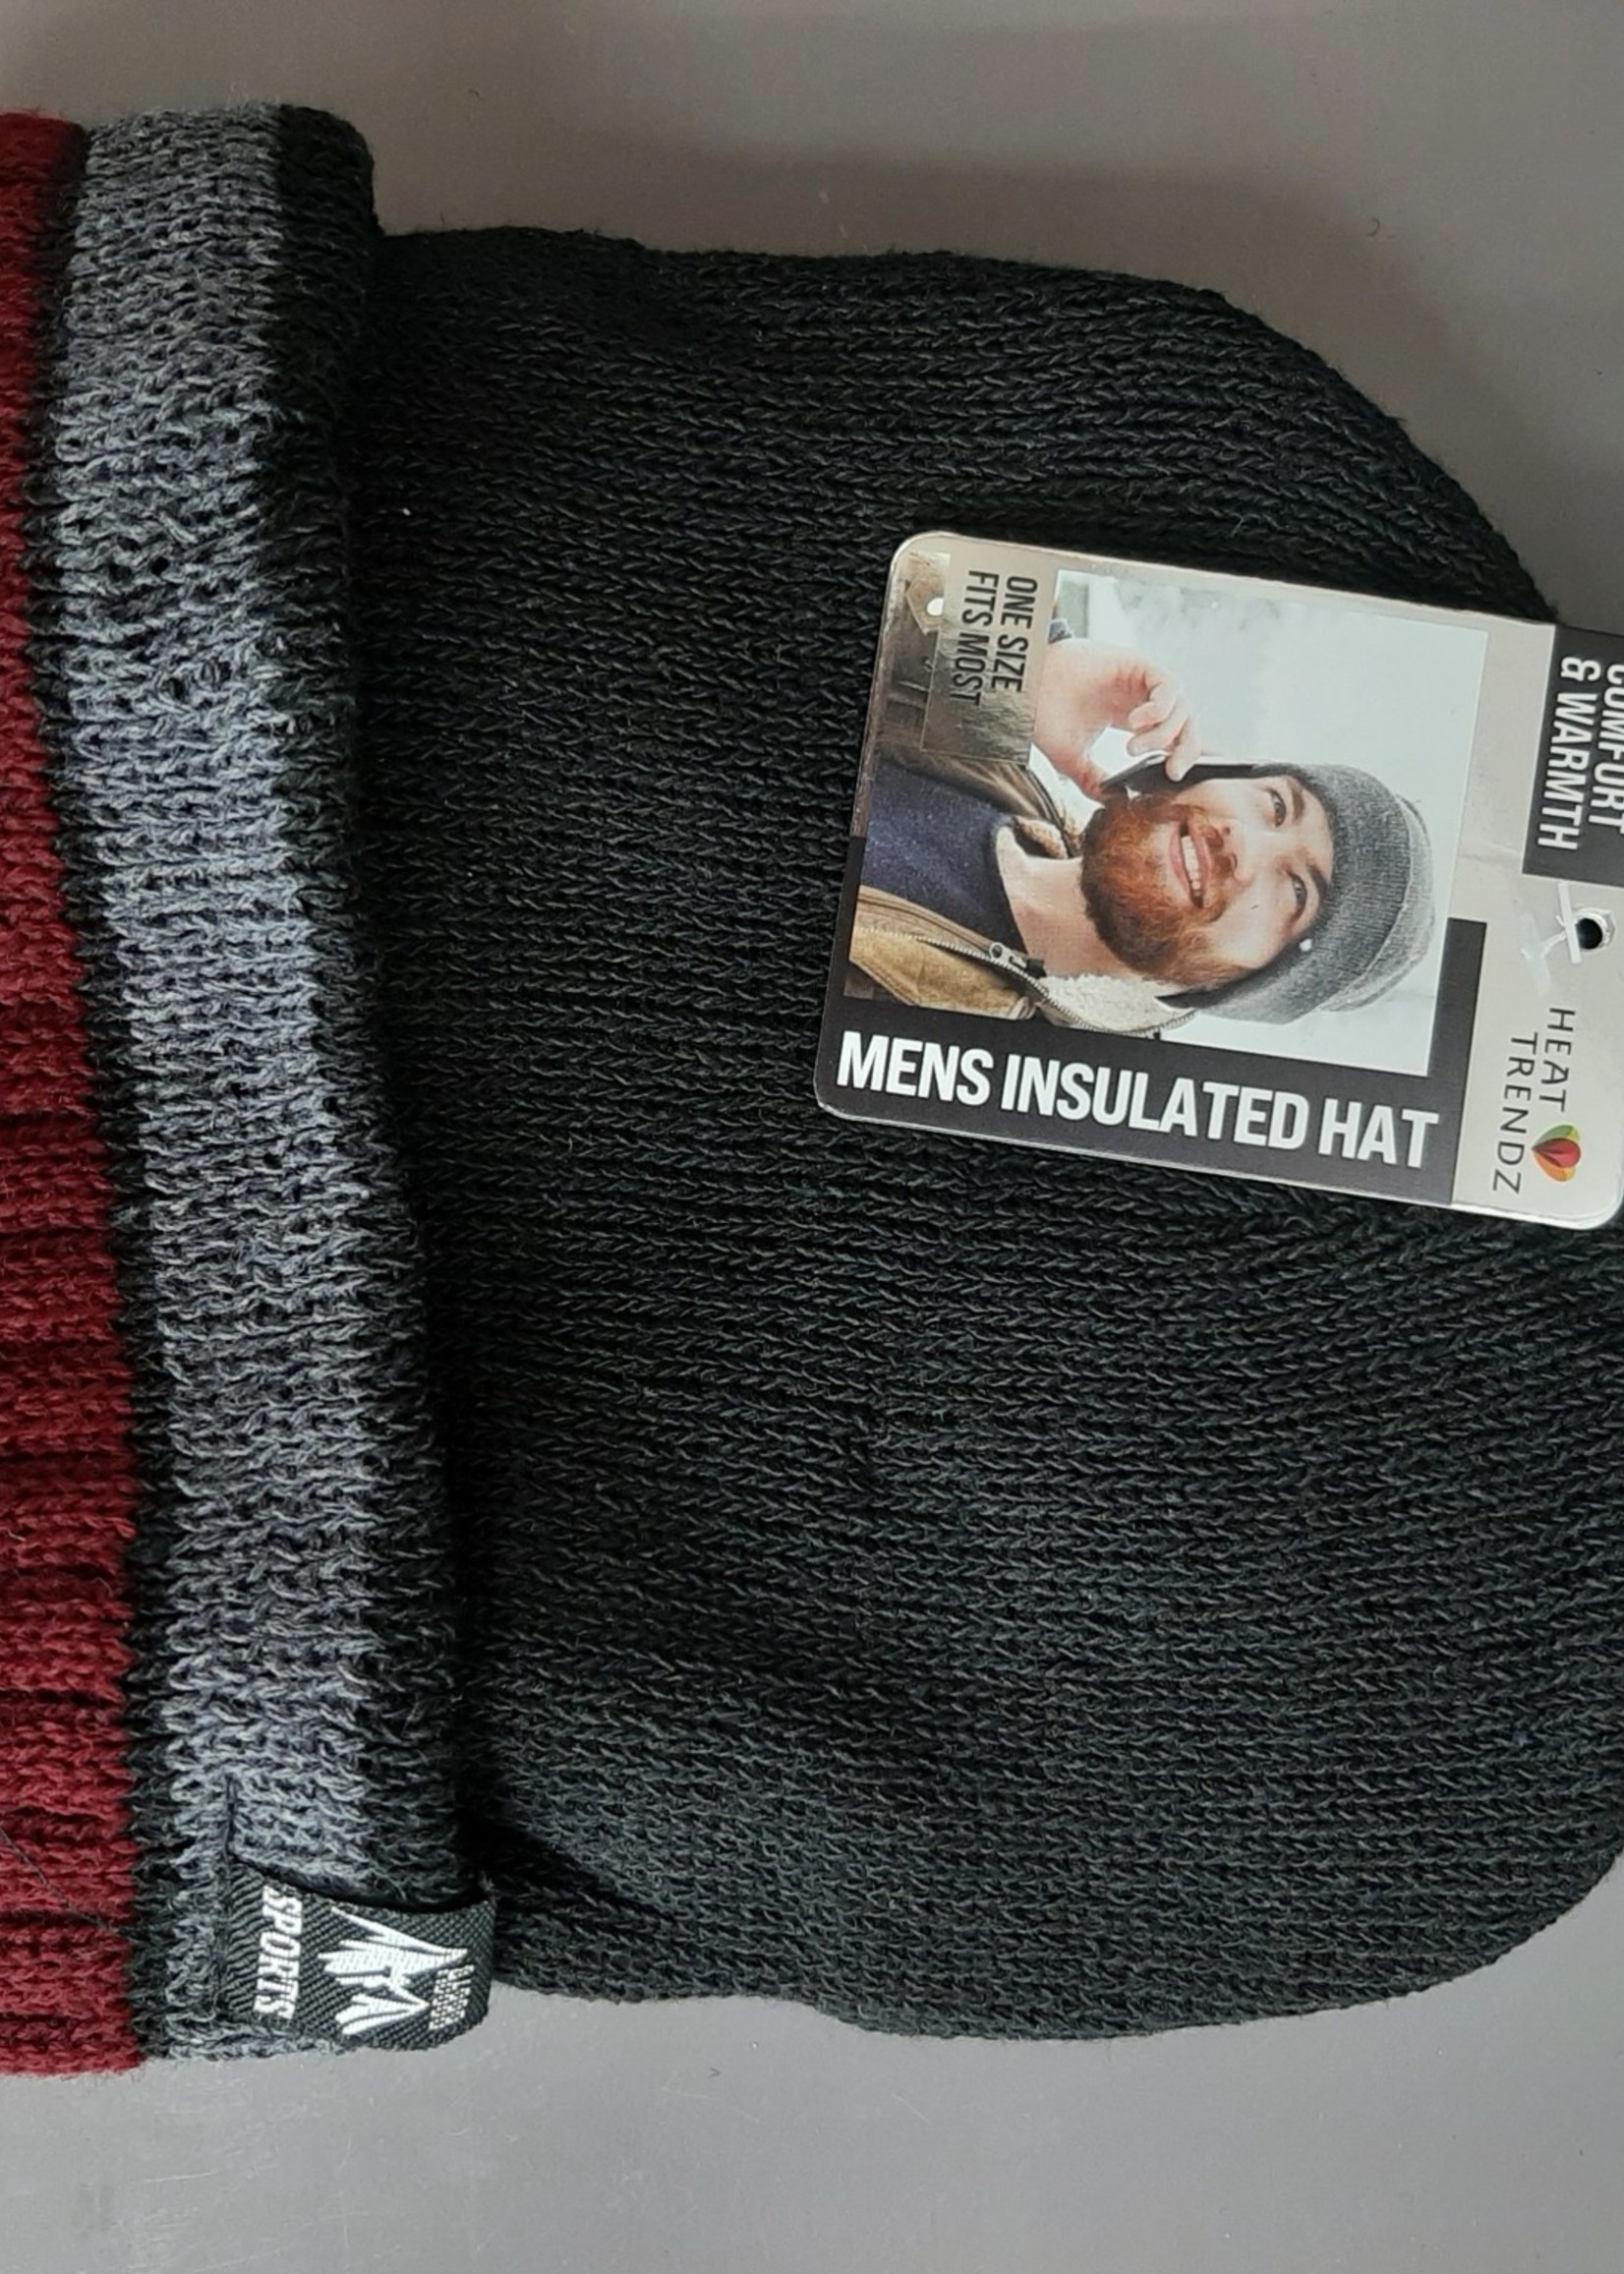 COMFORT
& WARMTH
HEAT
TRENDZ
ONE SIZE
FITS MOST
MENS INSULATED HAT
SPORTS